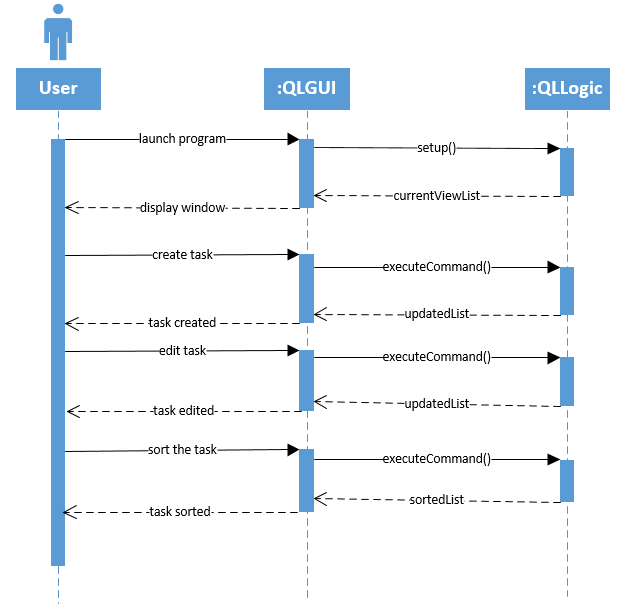 User
:QLGUI
:QLLogic
launch program
setup()
currentViewList
display window
create task
executeCommand()
updatedList
task created
edit task
executeCommand()
updatedList
task edited
sort the task
executeCommand()
sortedList
task sorted